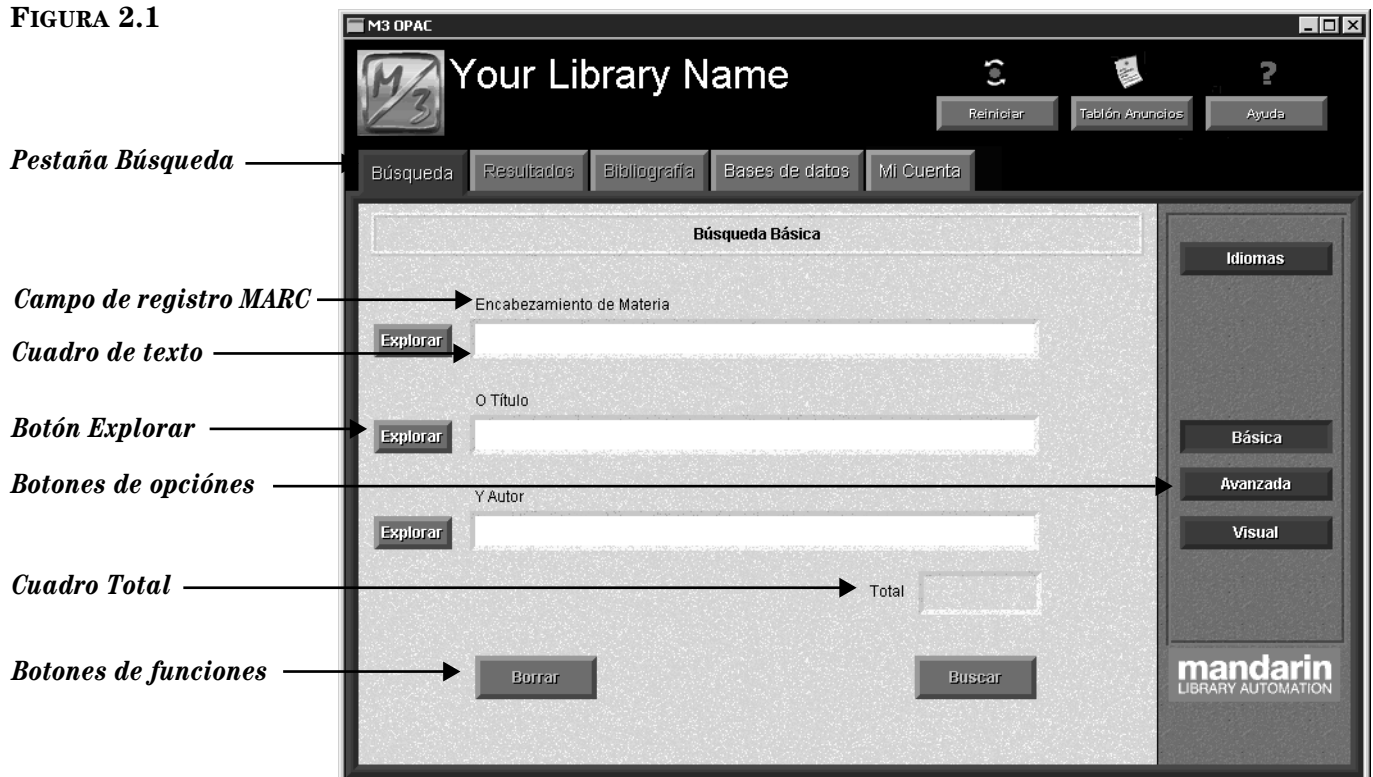 FIGURA 2.1
M3 OPAC
M/3
Your Library Name
Reiniciar
Tablón Anuncios
?
Ayuda
Pestaña Búsqueda
Búsqueda
Resultados
Bibliografía
Bases de datos
Mi Cuenta
Búsqueda Básica
Idiomas
Campo de registro MARC
Encabezamiento de Materia
Explorar
Cuadro de texto
O Título
Botón Explorar
Explorar
Básica
Botones de opciónes
Avanzada
Y Autor
Explorar
Visual
Cuadro Total
Total
Botones de funciones
Borrar
Buscar
mandarin
LIBRARY AUTOMATION